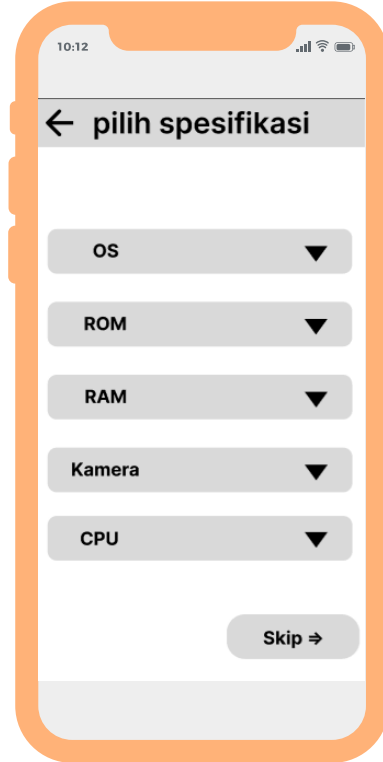 10:12
← pilih spesifikasi
OS
ROM
RAM
Kamera
CPU
Skip ⇒